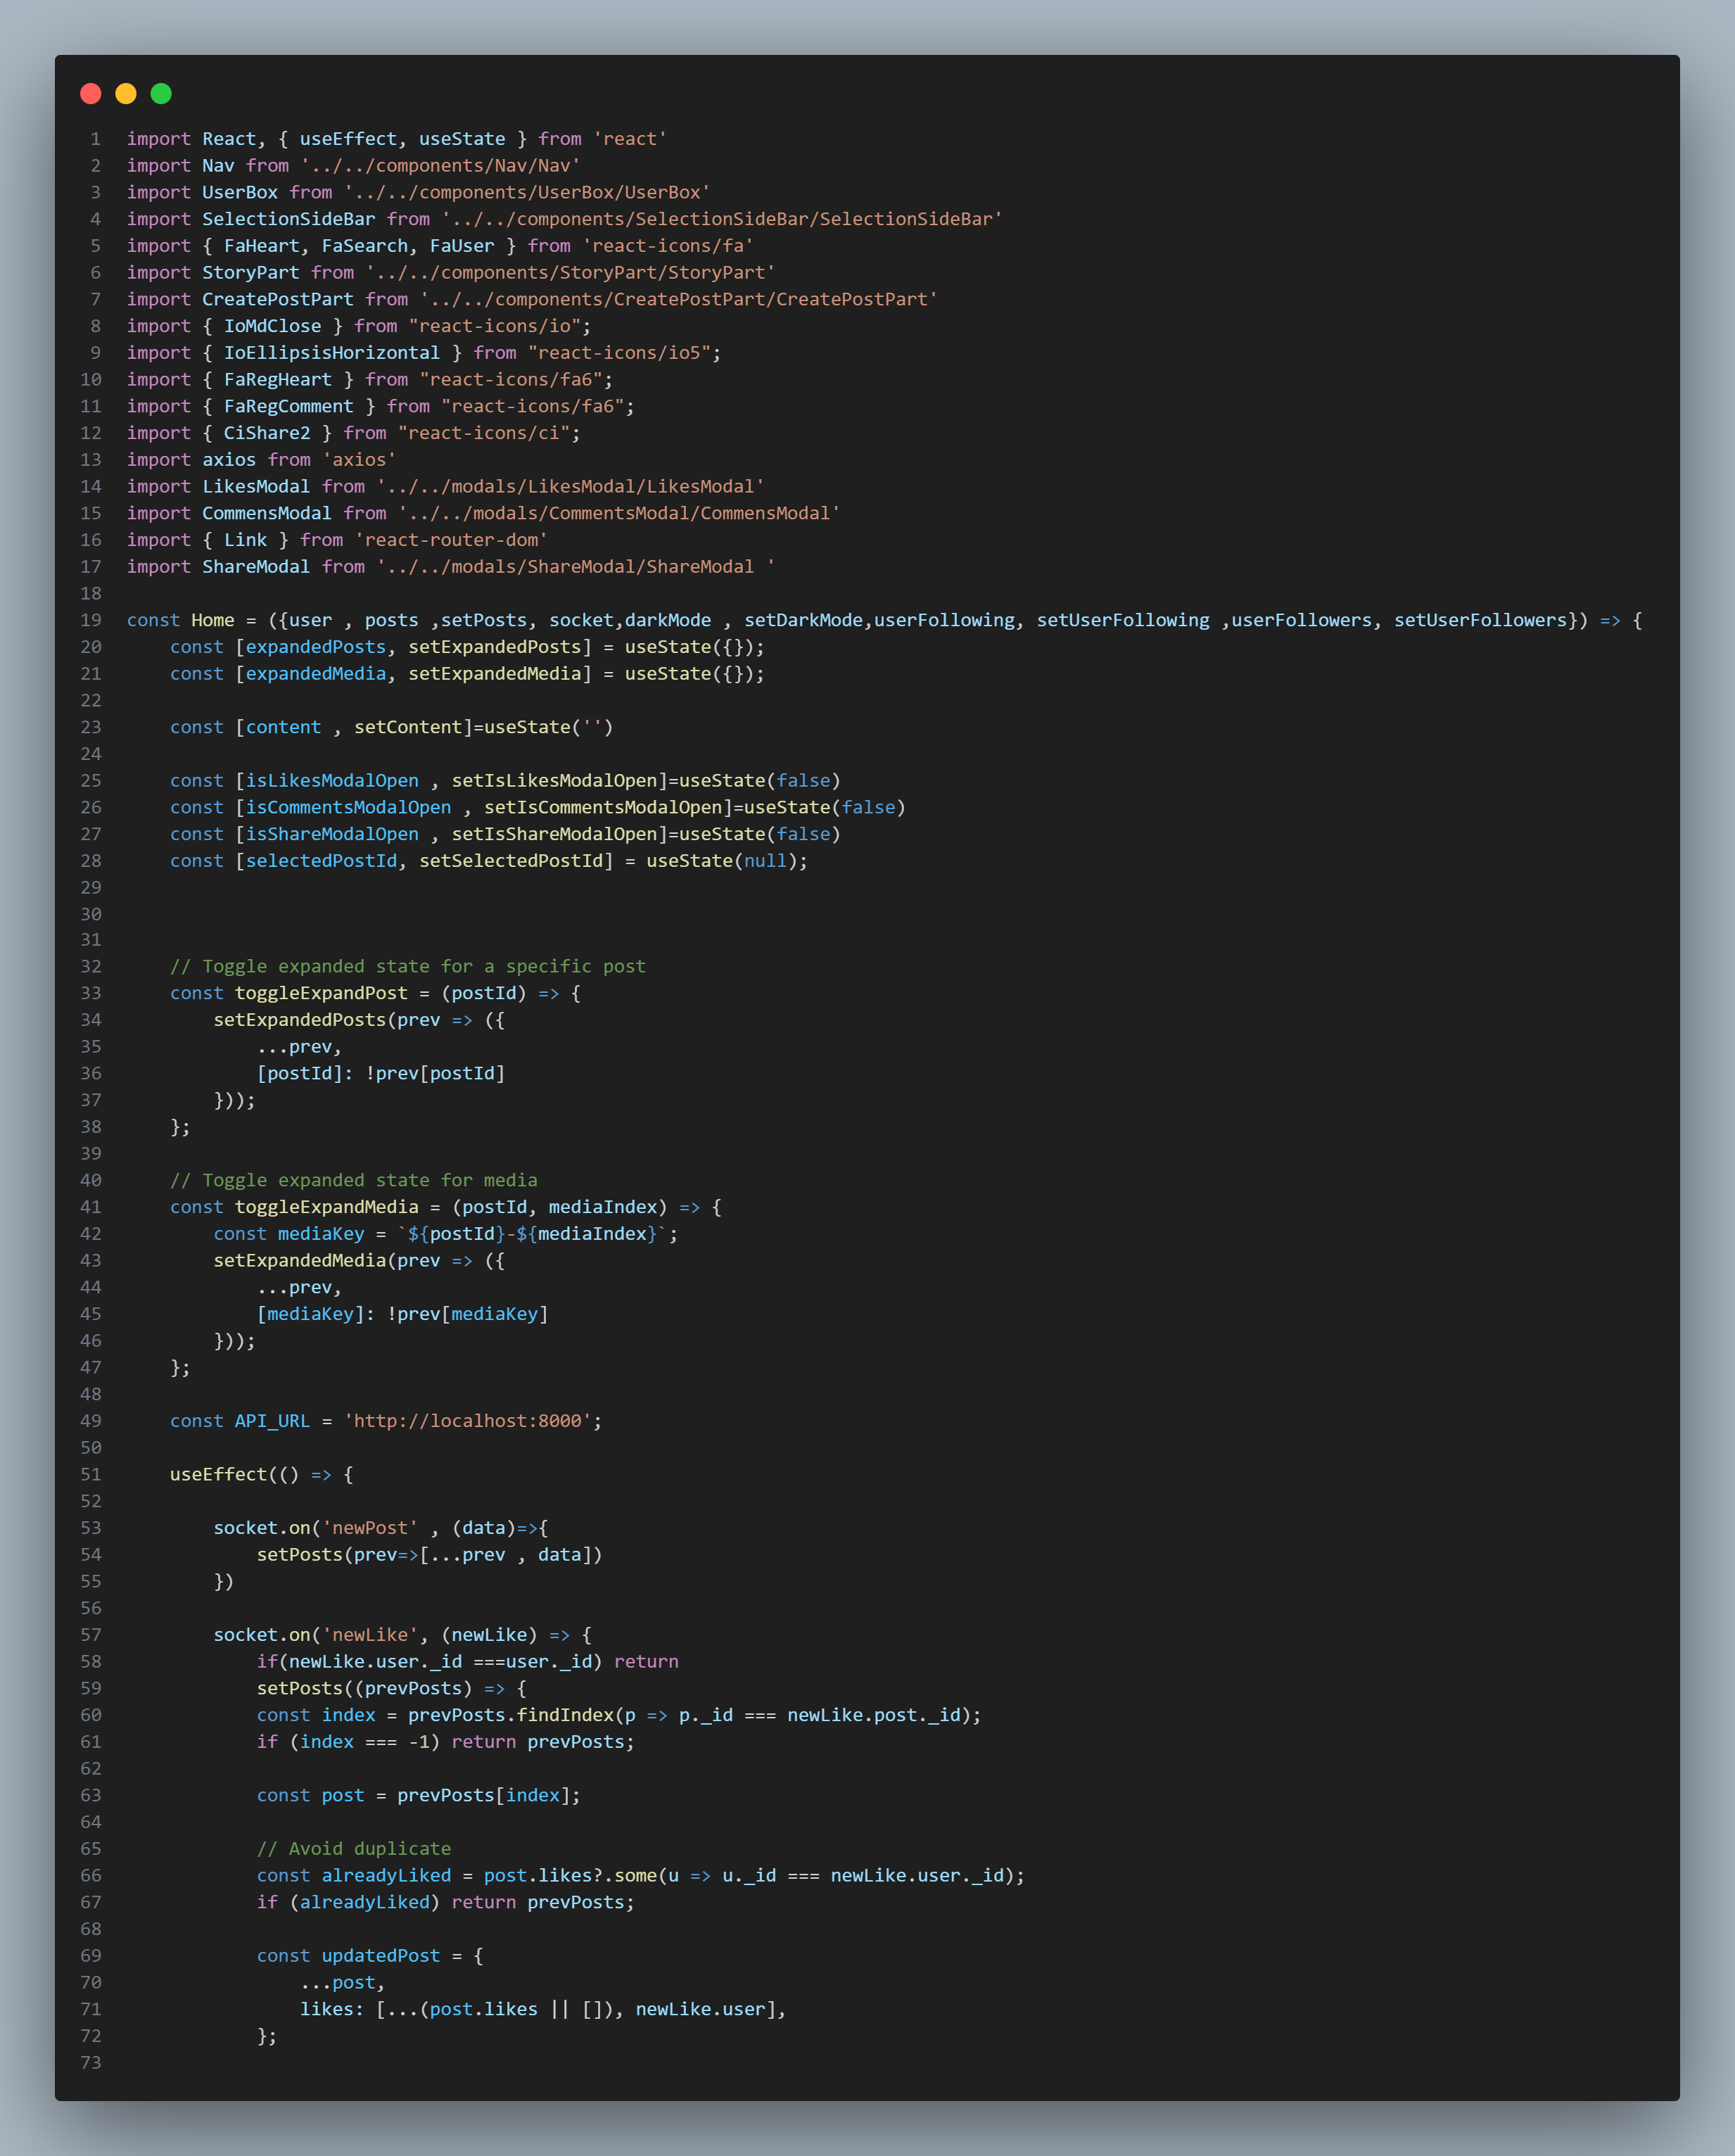 1 import React, { useEffect, useState } from 'react'
2 import Nav from '../../components/Nav/Nav'
3 import UserBox from '../../components/UserBox/UserBox'
4 import SelectionSideBar from '../../components/SelectionSideBar/SelectionSideBar'
5 import { FaHeart, FaSearch, FaUser } from 'react-icons/fa'
6 import StoryPart from '../../components/StoryPart/StoryPart'
7 import CreatePostPart from '../../components/CreatePostPart/CreatePostPart'
8 import { IoMdClose } from "react-icons/io";
9 import { IoEllipsisHorizontal } from "react-icons/io5";
10 import { FaRegHeart } from "react-icons/fa6";
11 import { FaRegComment } from "react-icons/fa6";
12 import { CiShare2 } from "react-icons/ci";
13 import axios from 'axios'
14 import LikesModal from '../../modals/LikesModal/LikesModal'
15 import CommensModal from '../../modals/CommentsModal/CommensModal'
16 import { Link } from 'react-router-dom'
17 import ShareModal from '../../modals/ShareModal/ShareModal '
18
19 const Home = ({user , posts ,setPosts, socket,darkMode , setDarkMode,userFollowing, setUserFollowing ,userFollowers, setUserFollowers}) => {
20     const [expandedPosts, setExpandedPosts] = useState({});
21     const [expandedMedia, setExpandedMedia] = useState({});
22
23     const [content , setContent]=useState('')
24
25     const [isLikesModalOpen , setIsLikesModalOpen]=useState(false)
26     const [isCommentsModalOpen , setIsCommentsModalOpen]=useState(false)
27     const [isShareModalOpen , setIsShareModalOpen]=useState(false)
28     const [selectedPostId, setSelectedPostId] = useState(null);
29
30
31
32     // Toggle expanded state for a specific post
33     const toggleExpandPost = (postId) => {
34         setExpandedPosts(prev => ({
35             ...prev,
36             [postId]: !prev[postId]
37         }));
38     };
39
40     // Toggle expanded state for media
41     const toggleExpandMedia = (postId, mediaIndex) => {
42         const mediaKey = `${postId}-${mediaIndex}`;
43         setExpandedMedia(prev => ({
44             ...prev,
45             [mediaKey]: !prev[mediaKey]
46         }));
47     };
48
49     const API_URL = 'http://localhost:8000';
50
51     useEffect(() => {
52
53         socket.on('newPost' , (data)=>{
54             setPosts(prev=>[...prev , data])
55         })
56
57         socket.on('newLike', (newLike) => {
58             if(newLike.user._id ===user._id) return
59             setPosts((prevPosts) => {
60             const index = prevPosts.findIndex(p => p._id === newLike.post._id);
61             if (index === -1) return prevPosts;
62
63             const post = prevPosts[index];
64
65             // Avoid duplicate
66             const alreadyLiked = post.likes?.some(u => u._id === newLike.user._id);
67             if (alreadyLiked) return prevPosts;
68
69             const updatedPost = {
70                 ...post,
71                 likes: [...(post.likes || []), newLike.user],
72             };
73